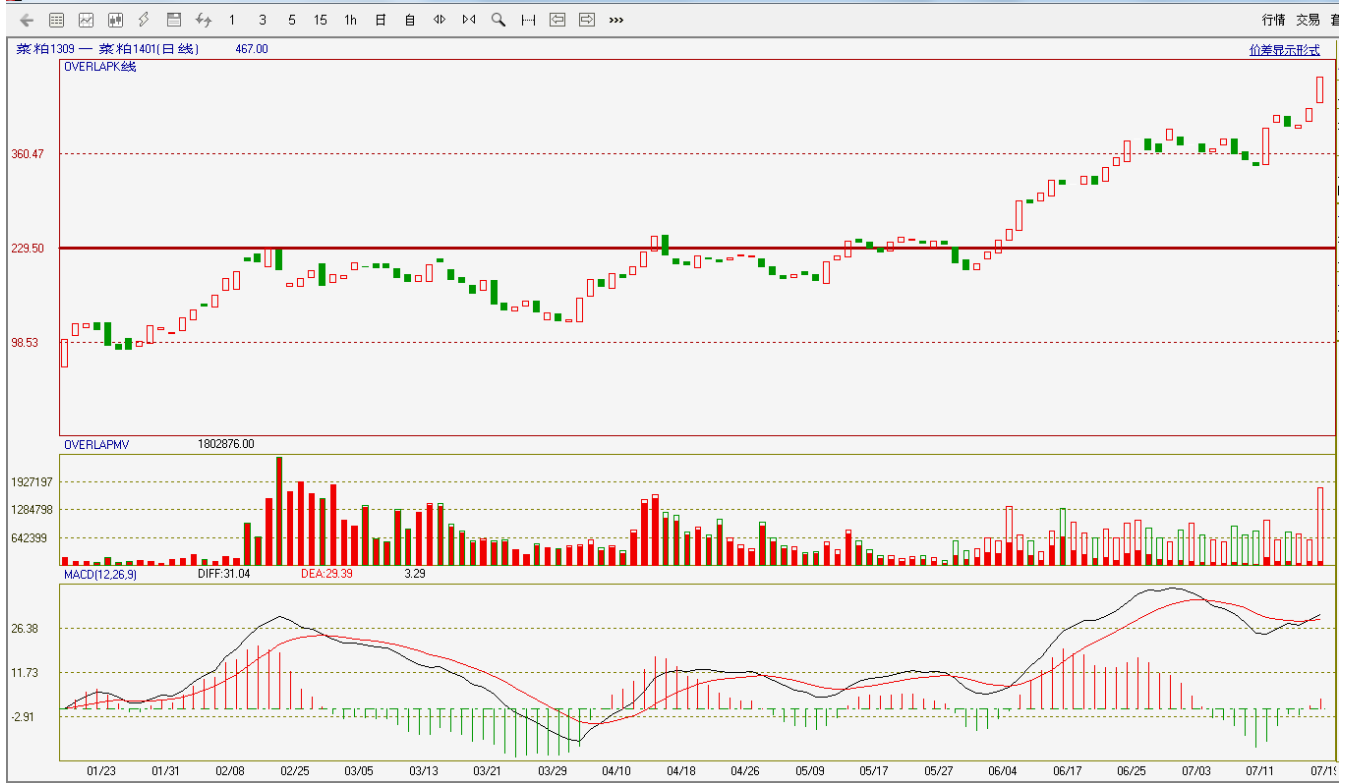 1 3 5 15 1h 日 自 »»
行情 交易
菜粕1309 — 菜粕1401(日线) 467.00 价差显示形式
OVERLAPK线
360.47
229.50
98.53
OVERLAPMV 1802876.00
1927197
1284798
642399
MACD(12,26,9) DIFF:31.04 DEA:29.39 3.29
26.38
11.73
-2.91
01/23 01/31 02/08 02/25 03/05 03/13 03/21 03/29 04/10 04/18 04/26 05/09 05/17 05/27 06/04 06/17 06/25 07/03 07/11 07/19